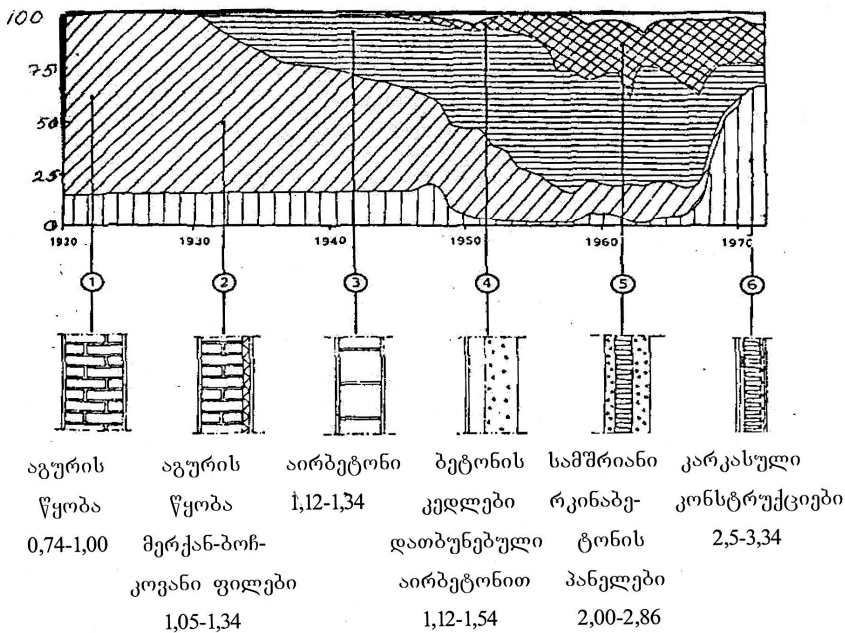 100
75
50
25
0
1920 1930 1940 1950 1960 1970
1 2 3 4 5 6
აგურის
წყობა
0,74-1,00
აგურის
წყობა
მერქან-ბოჩ-
კოვანი ფილები
1,05-1,34
აირბეტონი
1,12-1,34
ბეტონის
კედლები
დათბუნებული
აირბეტონით
1,12-1,54
სამშრიანი
რკინაბე-
ტონის
პანელები
2,00-2,86
კარკასული
კონსტრუქციები
2,5-3,34